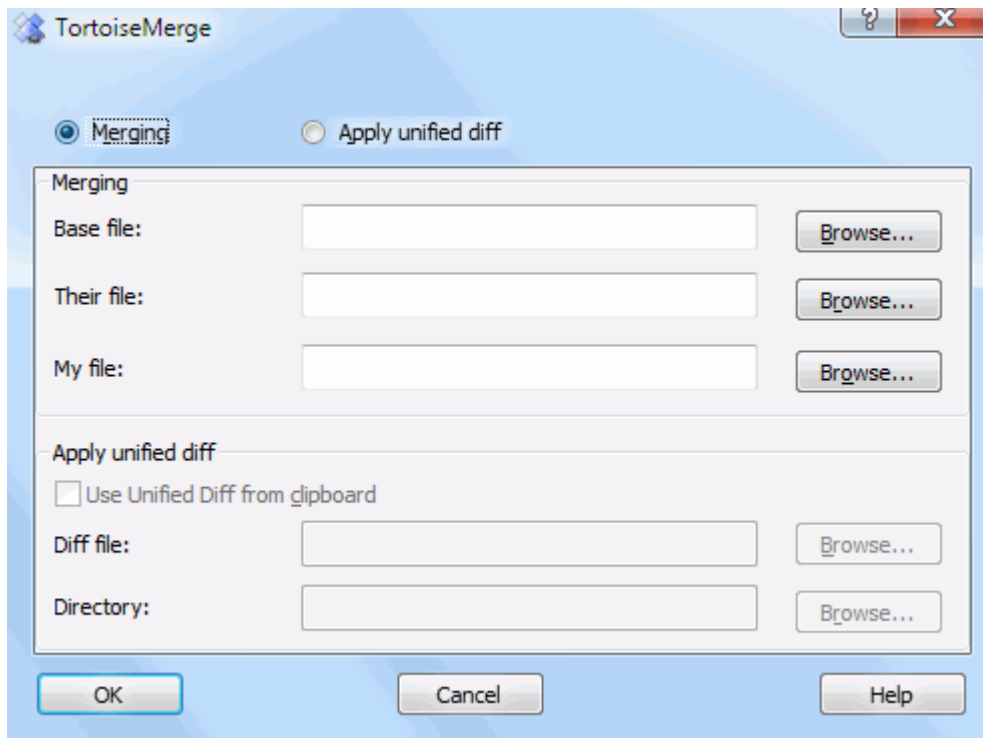 TortoiseMerge
Merging Apply unified diff
Merging
Base file: Browse...
Their file: Browse...
My file: Browse...
Apply unified diff
Use Unified Diff from clipboard
Diff file: Browse...
Directory: Browse...
OK Cancel Help